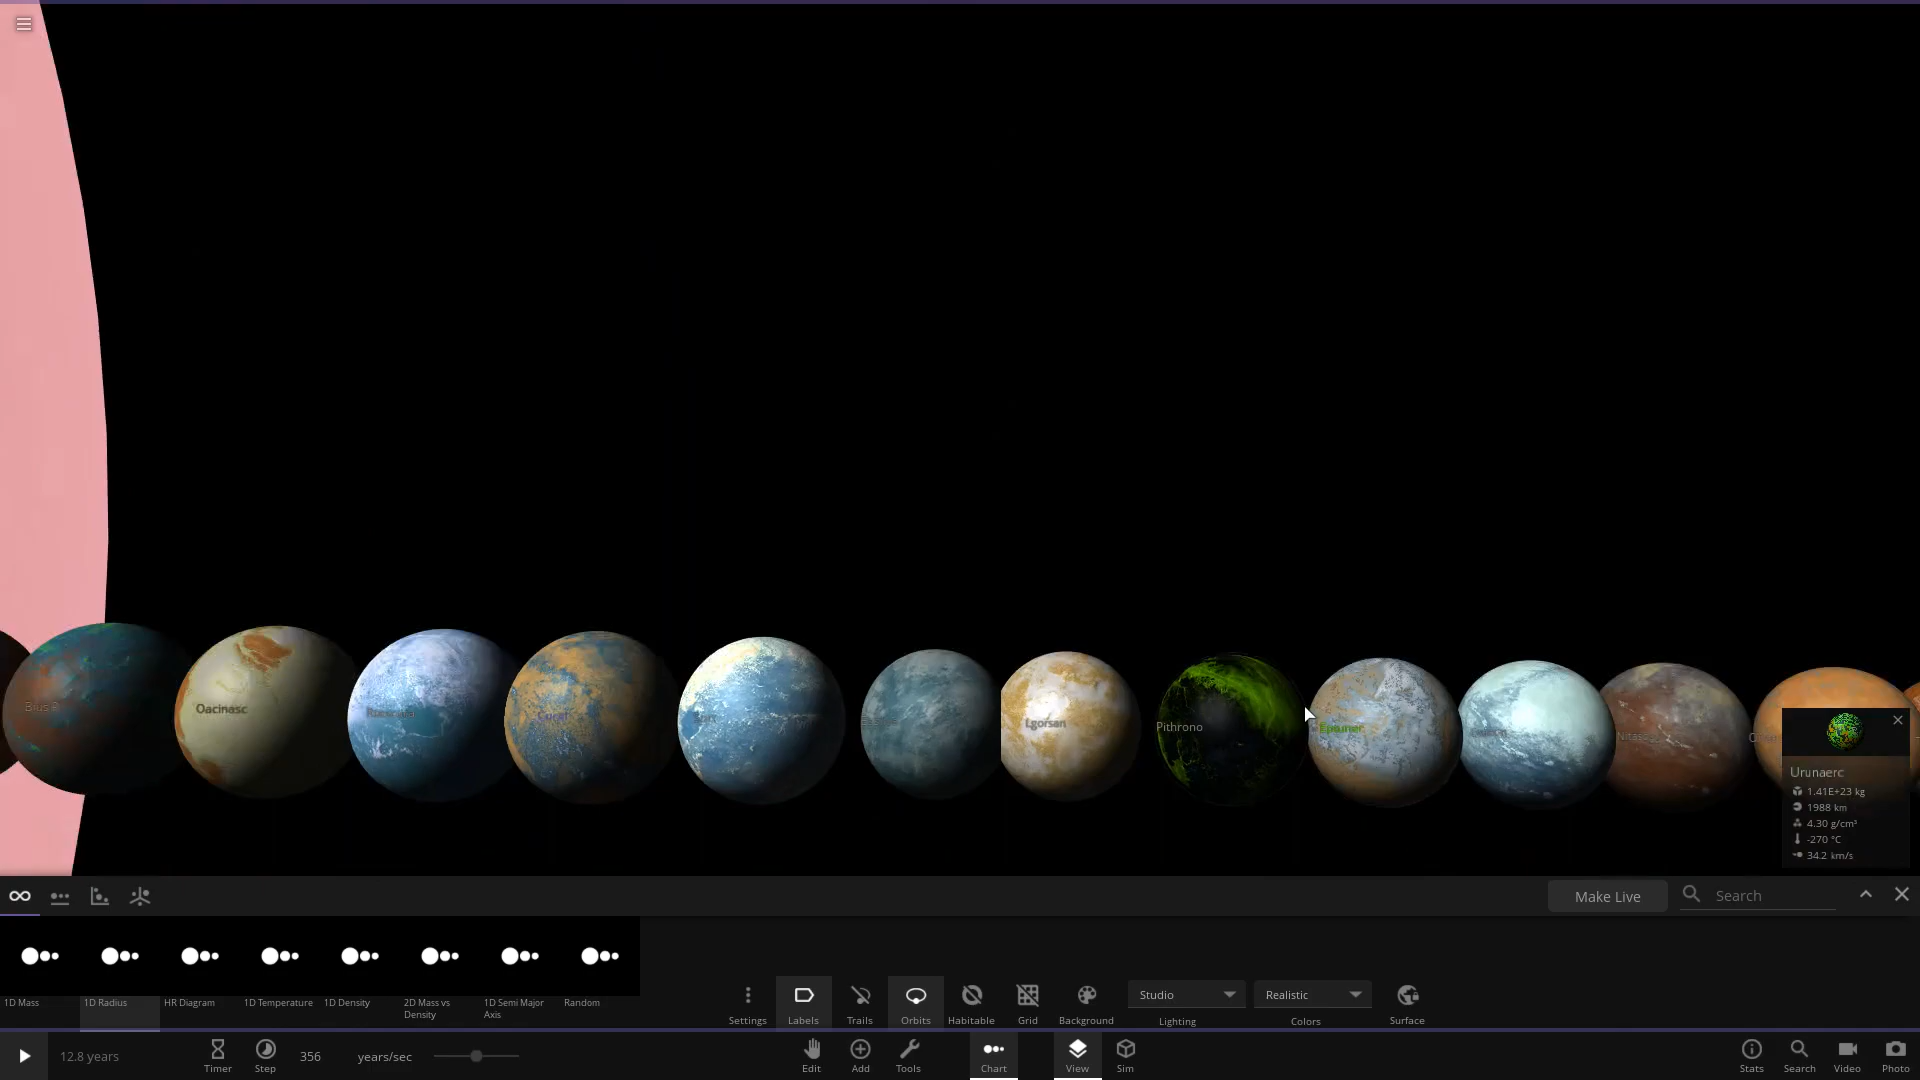 Oacinasc
Lgorsan
Pithrono
Epsuner
Urunaerc
1.41E+23 kg
1988 km
4.30 g/cm³
-270 °C
34.2 km/s
Make Live
Search
1D Mass
1D Radius
HR Diagram
1D Temperature
1D Density
2D Mass vs
Density
1D Semi Major
Axis
Random
Settings
Labels
Trails
Orbits
Habitable
Grid
Background
Studio
Lighting
Realistic
Colors
Surface
12.8 years
Timer
Step
356
years/sec
Edit
Add
Tools
Chart
View
Sim
Stats
Search
Video
Photo